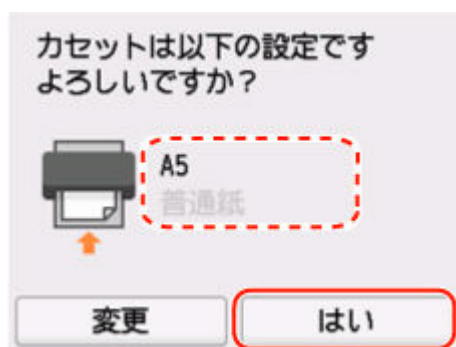 カセットは以下の設定です
よろしいですか？
A5
普通紙
変更
はい